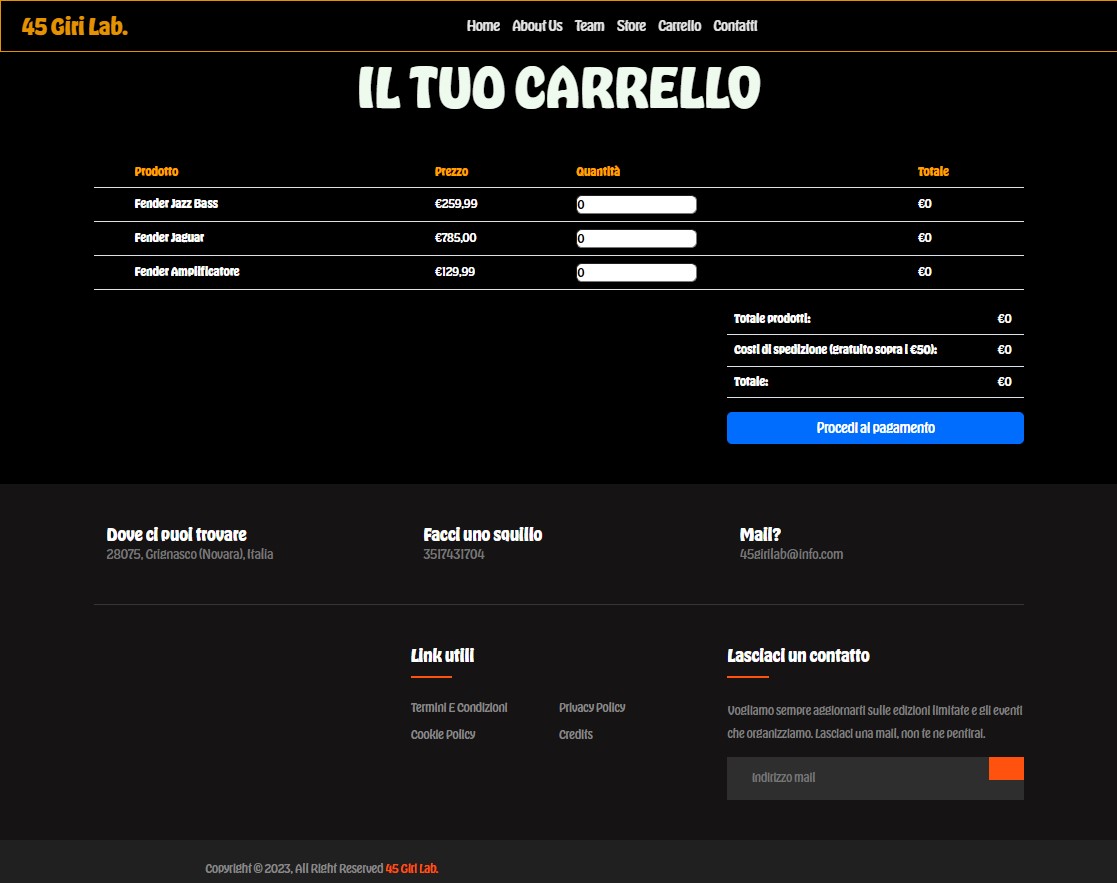 45 Giri Lab.
Home About Us Team Store Carrello Contatti
IL TUO CARRELLO
Prodotto Prezzo Quantità Totale
Fender Jazz Bass €259,99 0 €0
Fender Jaguar €785,00 0 €0
Fender Amplificatore €129,99 0 €0
Totale prodotti: €0
Costi di spedizione (gratuito sopra i €50): €0
Totale: €0
Procedi al pagamento
Dove ci puoi trovare Facci uno squillo Mail?
28075, Grignasco (Novara), Italia 3517431704 45girilab@info.com
Link utili Lasciaci un contatto
Termini E Condizioni Privacy Policy
Cookie Policy Credits
Vogliamo sempre aggiornarti sulle edizioni limitate e gli eventi
che organizziamo. Lasciaci una mail, non te ne pentirai.
Indirizzo mail
Copyright © 2023, All Right Reserved 45 Giri Lab.